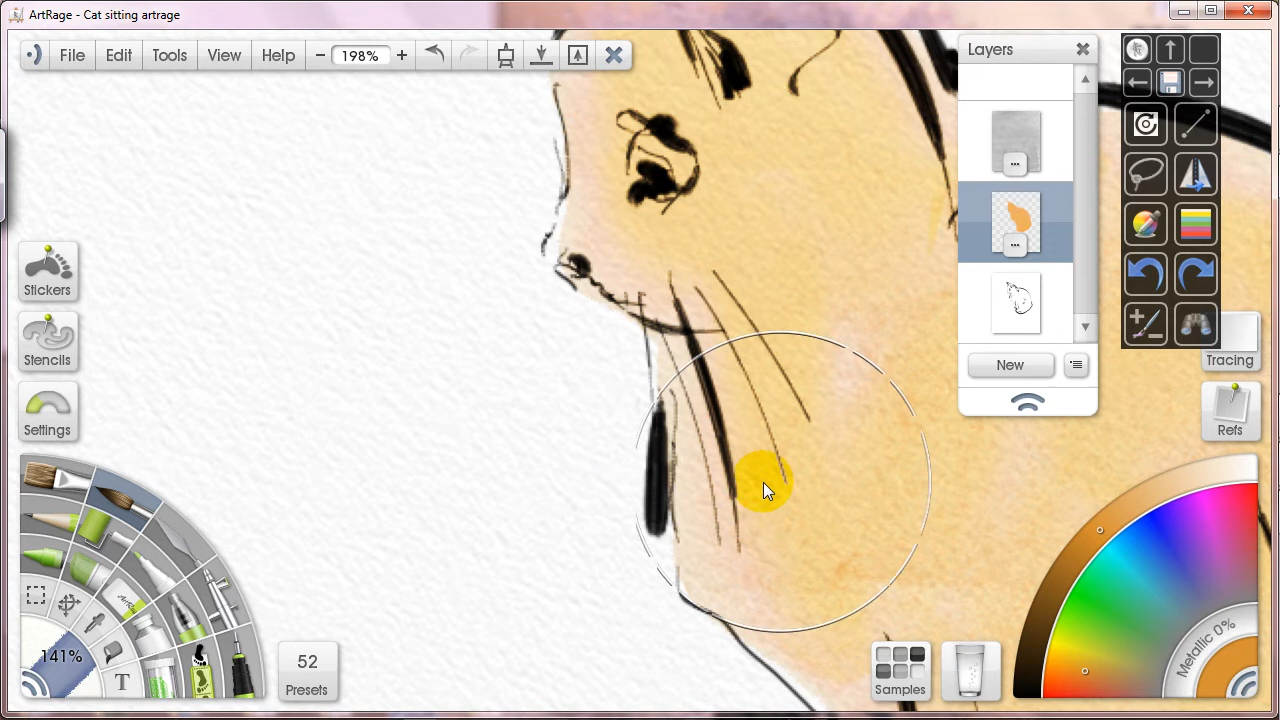 ArtRage - Cat sitting artrage
File Edit Tools View Help − 198% +
Layers
New
Stickers
Stencils
Settings
Tracing
Refs
141%
T
52
Presets
Samples
Metallic 0%